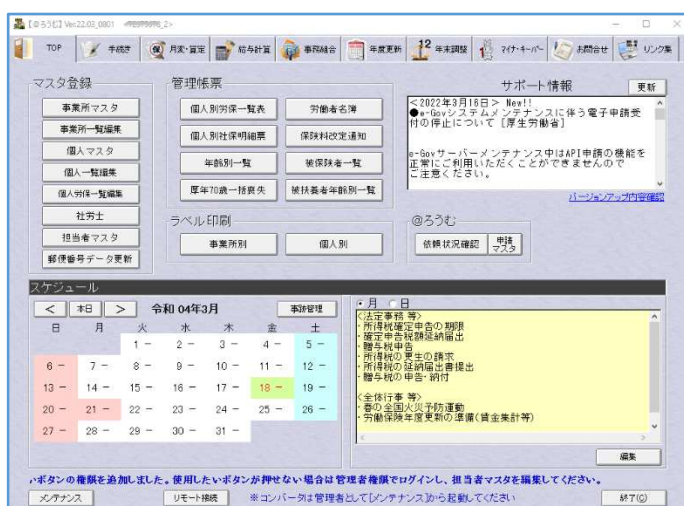 【@ろうむ】Ver.22.03_0801
TOP 手続き 月変・算定 給与計算 事務組合 年度更新 12 年末調整 マイナ・キーパー お問合せ リンク集
マスタ登録
事業所マスタ
事業所一覧編集
個人マスタ
個人一覧編集
個人労保一覧編集
社労士
担当者マスタ
郵便番号データ更新
管理帳票
個人別労保一覧表 労働者名簿
個人別社保明細票 保険料改定通知
年齢別一覧 被保険者一覧
厚年70歳一括喪失 被扶養者年齢別一覧
ラベル印刷
事業所別 個人別
サポート情報 更新
<2022年3月16日> New!!
●e-Govシステムメンテナンスに伴う電子申請受
付の停止について [厚生労働省]
e-Govサーバーメンテナンス中はAPI申請の機能を
正常にご利用いただくことができませんので
ご注意ください。
バージョンアップ内容確認
@ろうむ
依頼状況確認 申請
マスタ
スケジュール
< 本日 > 令和 04年3月 事跡管理
日 月 火 水 木 金 土
1 − 2 − 3 − 4 − 5 −
6 − 7 − 8 − 9 − 10 − 11 − 12 −
13 − 14 − 15 − 16 − 17 − 18 − 19 −
20 − 21 − 22 − 23 − 24 − 25 − 26 −
27 − 28 − 29 − 30 − 31 −
月 日
<法定事務 等>
・所得税確定申告の期限
・確定申告税額延納届出
・贈与税申告
・所得税の更生の請求
・所得税の延納届出書提出
・贈与税の申告・納付
<全体行事 等>
・春の全国火災予防運動
・労働保険年度更新の準備(賃金集計等)
編集
いボタンの権限を追加しました。使用したいボタンが押せない場合は管理者権限でログインし、担当者マスタを編集してください。
メンテナンス リモート接続 ※コンバータは管理者として[メンテナンス]から起動してください 終了(C)